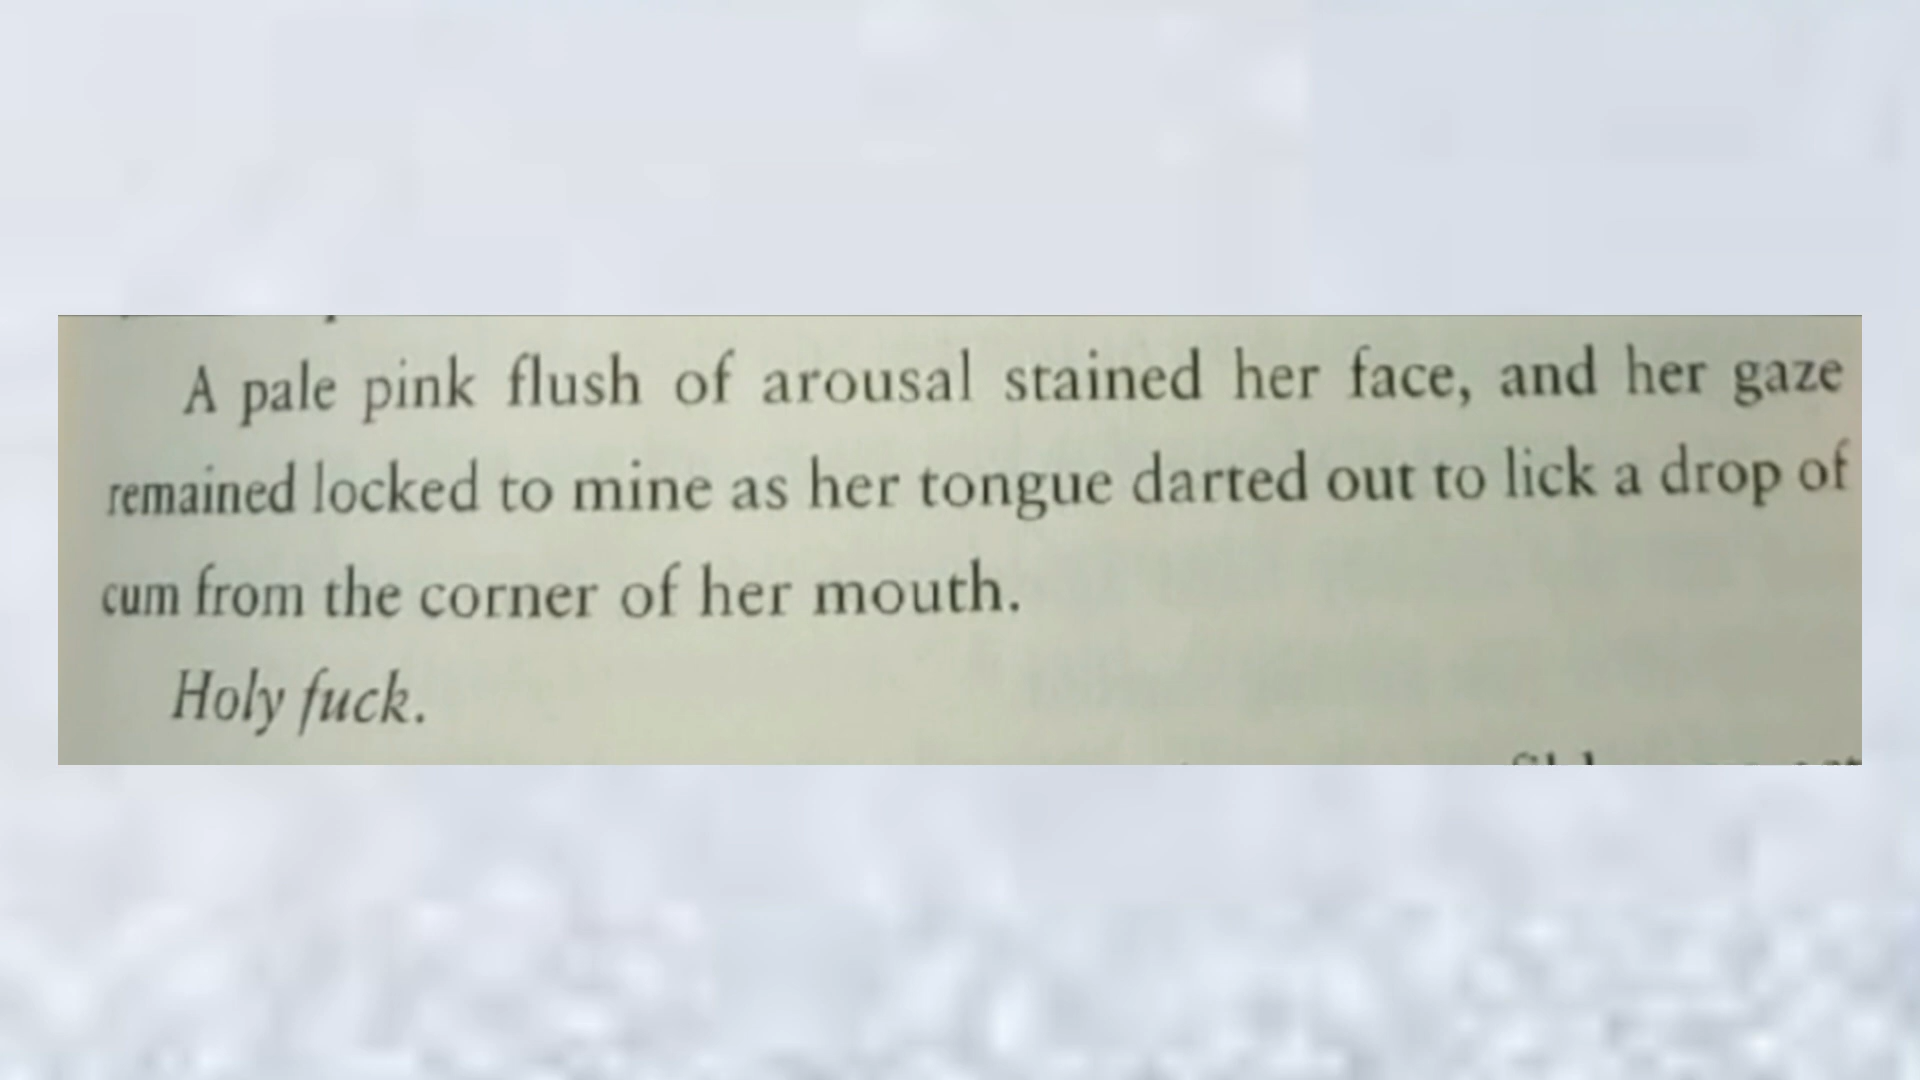 A pale pink flush of arousal stained her face, and her gaze
remained locked to mine as her tongue darted out to lick a drop of
cum from the corner of her mouth.
Holy fuck.